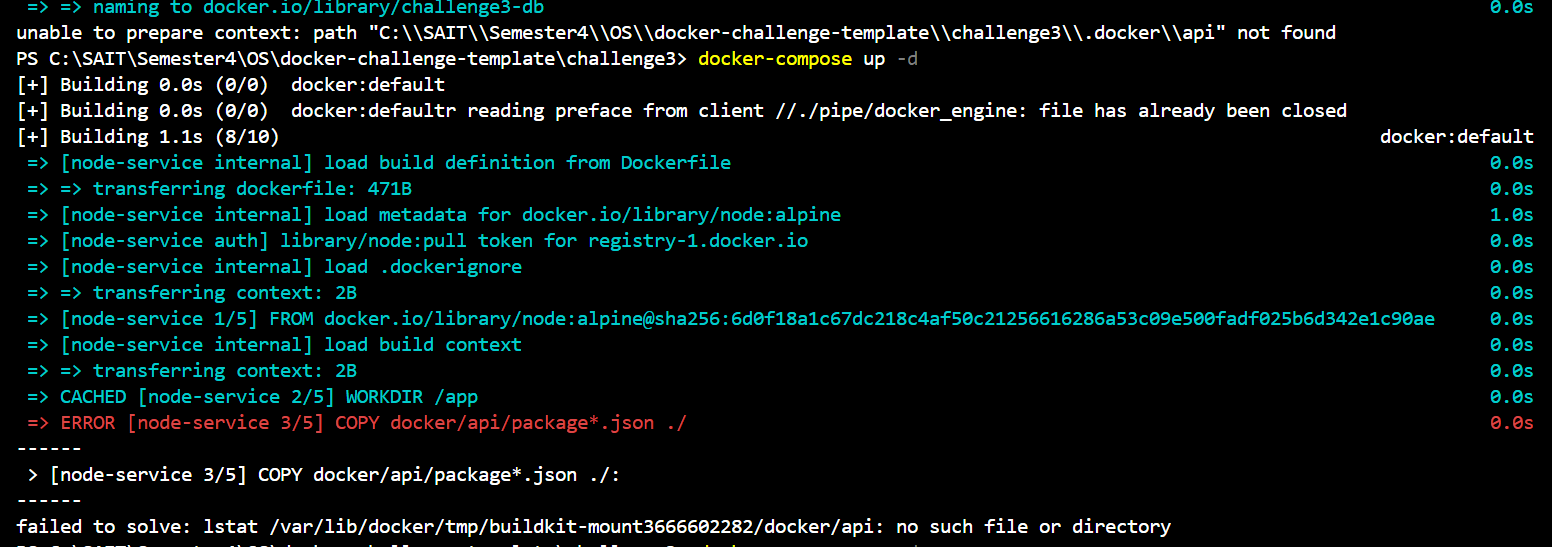 => => naming to docker.io/library/challenge3-db 0.0s
unable to prepare context: path "C:\\SAIT\\Semester4\\OS\\docker-challenge-template\\challenge3\\.docker\\api" not found
PS C:\SAIT\Semester4\OS\docker-challenge-template\challenge3> docker-compose up -d
[+] Building 0.0s (0/0)  docker:default
[+] Building 0.0s (0/0)  docker:defaultr reading preface from client //./pipe/docker_engine: file has already been closed
[+] Building 1.1s (8/10) docker:default
=> [node-service internal] load build definition from Dockerfile 0.0s
=> => transferring dockerfile: 471B 0.0s
=> [node-service internal] load metadata for docker.io/library/node:alpine 1.0s
=> [node-service auth] library/node:pull token for registry-1.docker.io 0.0s
=> [node-service internal] load .dockerignore 0.0s
=> => transferring context: 2B 0.0s
=> [node-service 1/5] FROM docker.io/library/node:alpine@sha256:6d0f18a1c67dc218c4af50c21256616286a53c09e500fadf025b6d342e1c90ae 0.0s
=> [node-service internal] load build context 0.0s
=> => transferring context: 2B 0.0s
=> CACHED [node-service 2/5] WORKDIR /app 0.0s
=> ERROR [node-service 3/5] COPY docker/api/package*.json ./ 0.0s
------
> [node-service 3/5] COPY docker/api/package*.json ./:
------
failed to solve: lstat /var/lib/docker/tmp/buildkit-mount3666602282/docker/api: no such file or directory